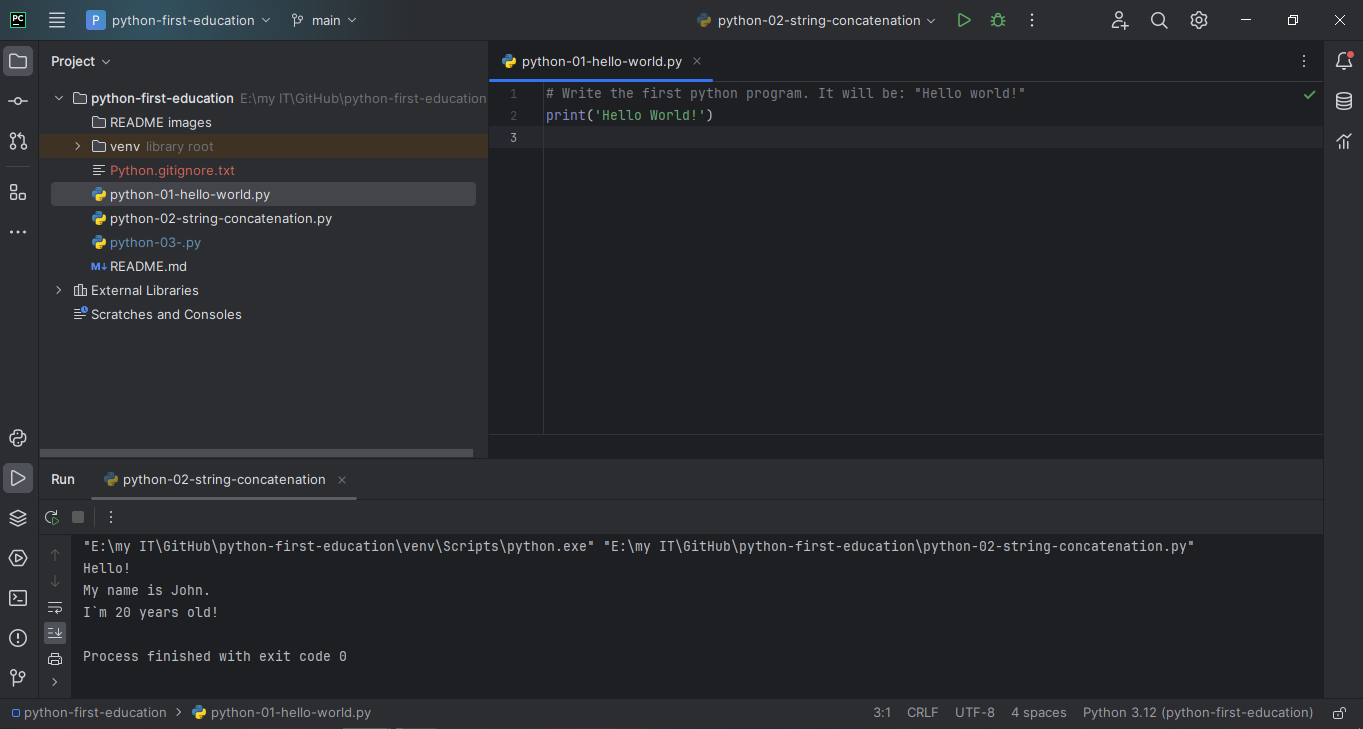 PC P python-first-education main python-02-string-concatenation
Project
python-first-education E:\my IT\GitHub\python-first-education
README images
venv library root
Python.gitignore.txt
python-01-hello-world.py
python-02-string-concatenation.py
python-03-.py
M↓ README.md
External Libraries
Scratches and Consoles
python-01-hello-world.py
1 # Write the first python program. It will be: "Hello world!"
2 print('Hello World!')
3
Run python-02-string-concatenation
"E:\my IT\GitHub\python-first-education\venv\Scripts\python.exe" "E:\my IT\GitHub\python-first-education\python-02-string-concatenation.py"
Hello!
My name is John.
I`m 20 years old!
Process finished with exit code 0
python-first-education > python-01-hello-world.py 3:1 CRLF UTF-8 4 spaces Python 3.12 (python-first-education)